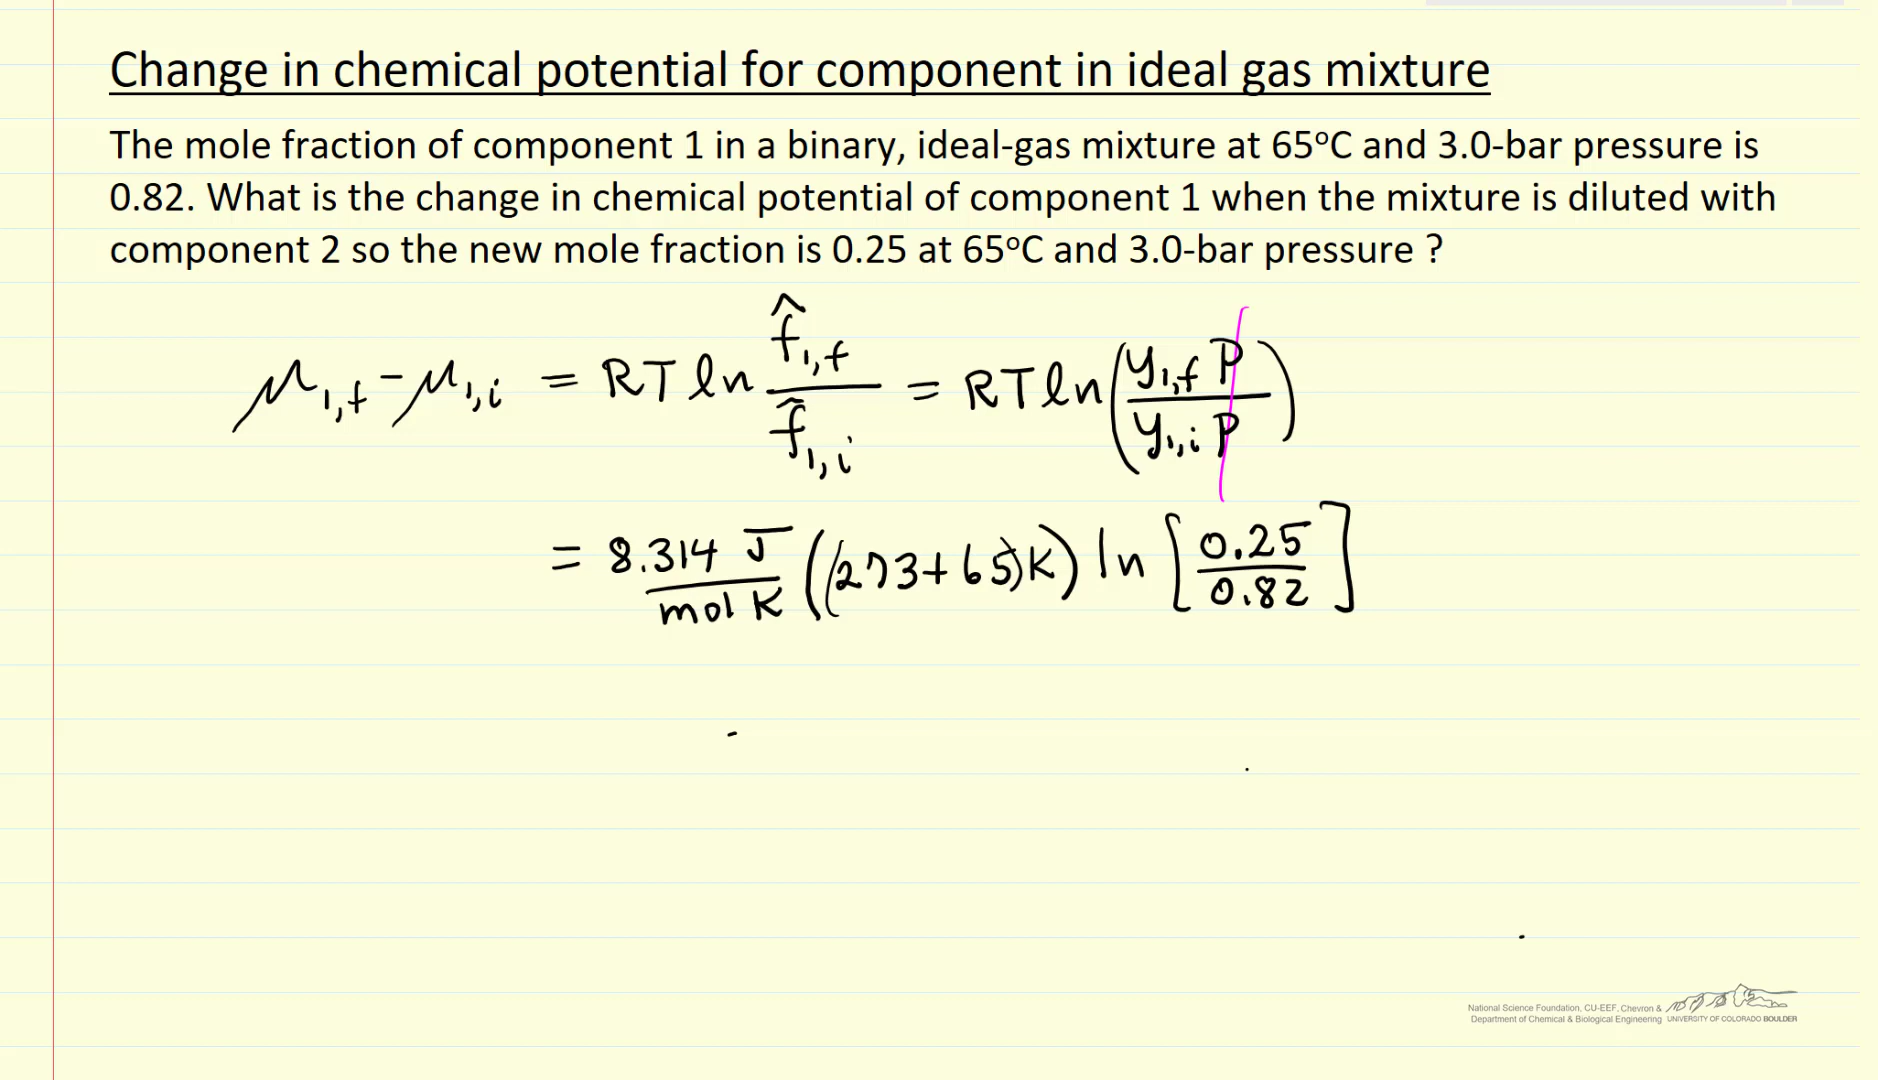 Change in chemical potential for component in ideal gas mixture
The mole fraction of component 1 in a binary, ideal-gas mixture at 65°C and 3.0-bar pressure is
0.82. What is the change in chemical potential of component 1 when the mixture is diluted with
component 2 so the new mole fraction is 0.25 at 65°C and 3.0-bar pressure ?
μ₁,f - μ₁,i = RT ln f̂₁,f / f̂₁,i = RT ln (y₁,f P / y₁,i P)
= 8.314 J / mol K ((273+65)K) ln [0.25 / 0.82]
National Science Foundation, CU-EEF, Chevron &
Department of Chemical & Biological Engineering UNIVERSITY OF COLORADO BOULDER